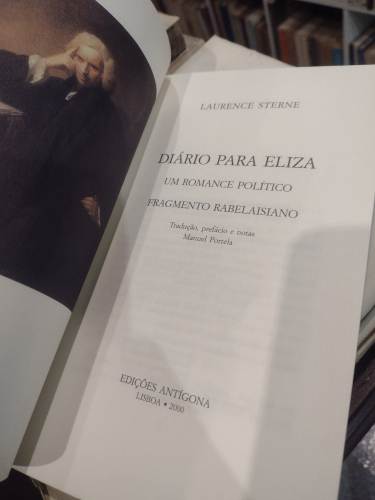 LAURENCE STERNE
DIÁRIO PARA ELIZA
UM ROMANCE POLÍTICO
FRAGMENTO RABELAISIANO
Tradução, prefácio e notas
Manuel Portela
EDIÇÕES ANTÍGONA
LISBOA • 2000